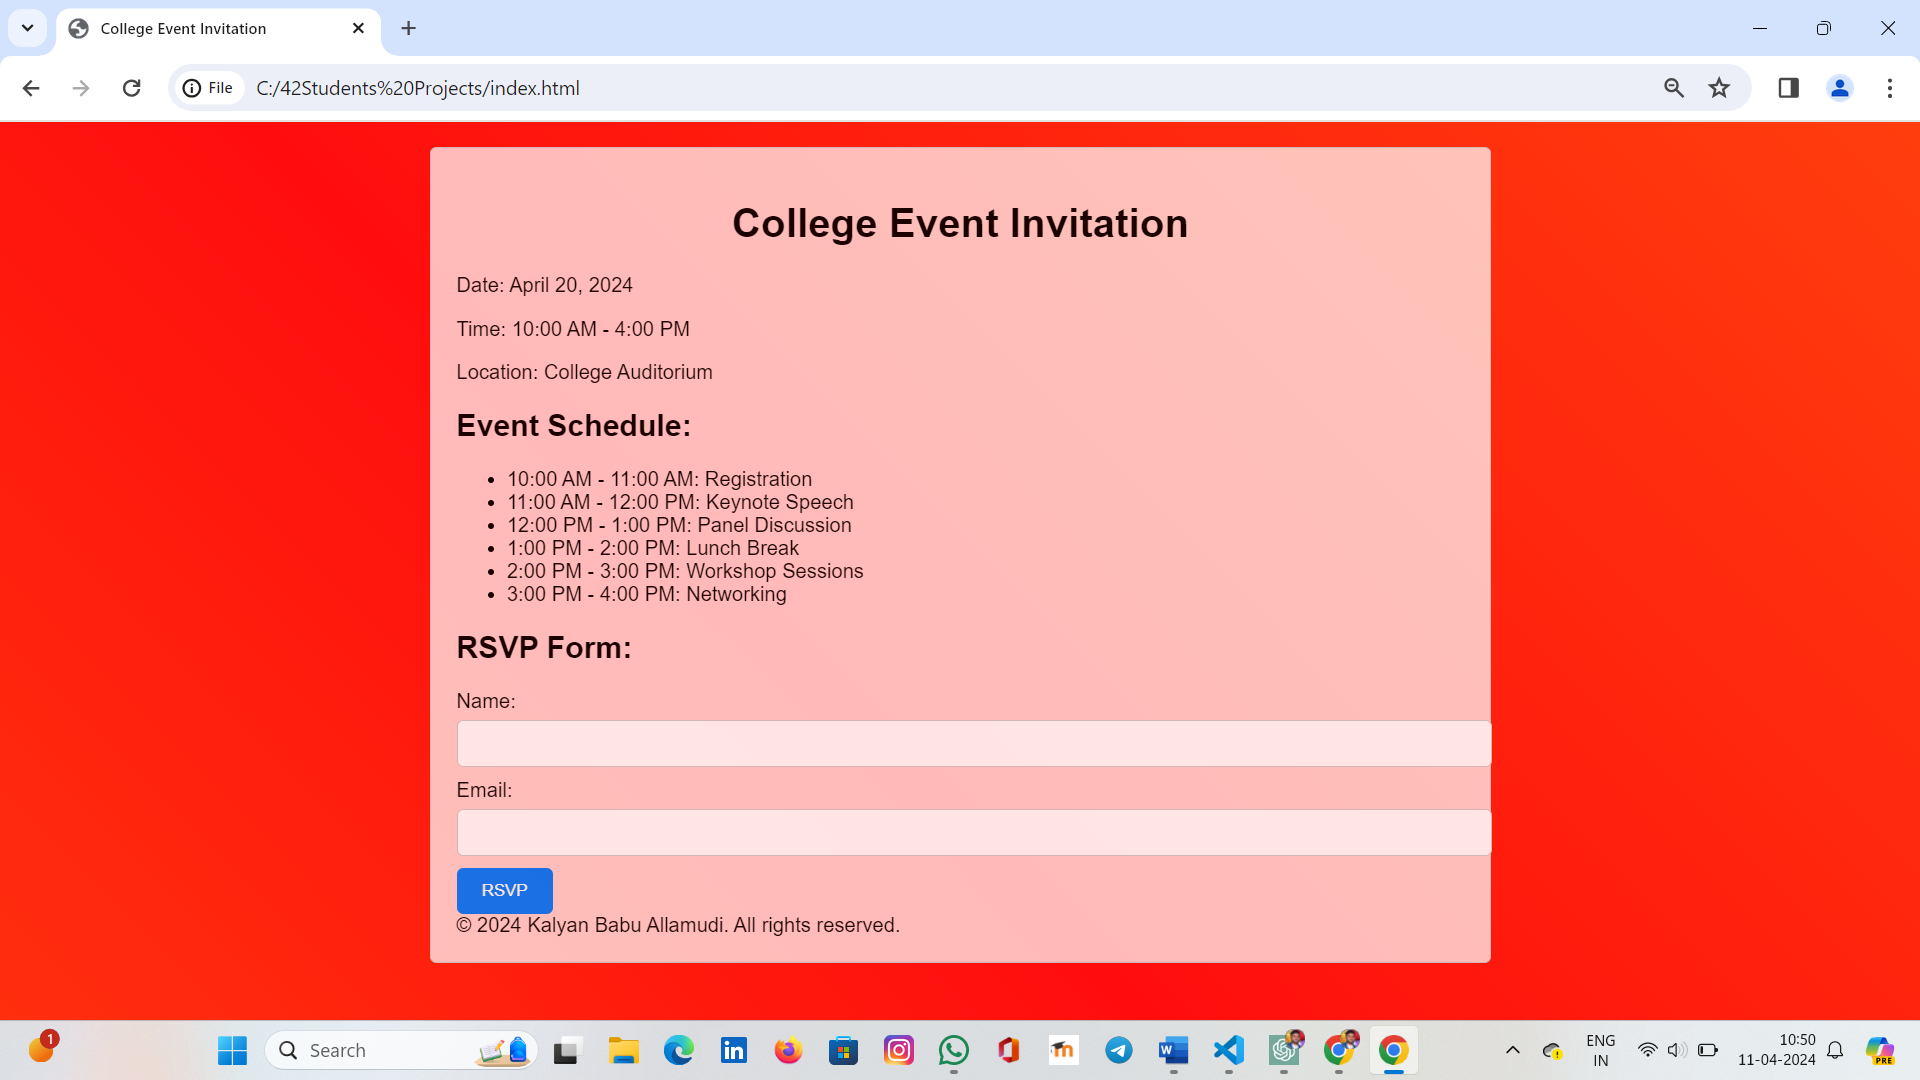 College Event Invitation
File
C:/42Students%20Projects/index.html
College Event Invitation
Date: April 20, 2024
Time: 10:00 AM - 4:00 PM
Location: College Auditorium
Event Schedule:
• 10:00 AM - 11:00 AM: Registration
• 11:00 AM - 12:00 PM: Keynote Speech
• 12:00 PM - 1:00 PM: Panel Discussion
• 1:00 PM - 2:00 PM: Lunch Break
• 2:00 PM - 3:00 PM: Workshop Sessions
• 3:00 PM - 4:00 PM: Networking
RSVP Form:
Name:
Email:
RSVP
© 2024 Kalyan Babu Allamudi. All rights reserved.
1
Search
in
m
W
ENG
IN
10:50
11-04-2024
PRE